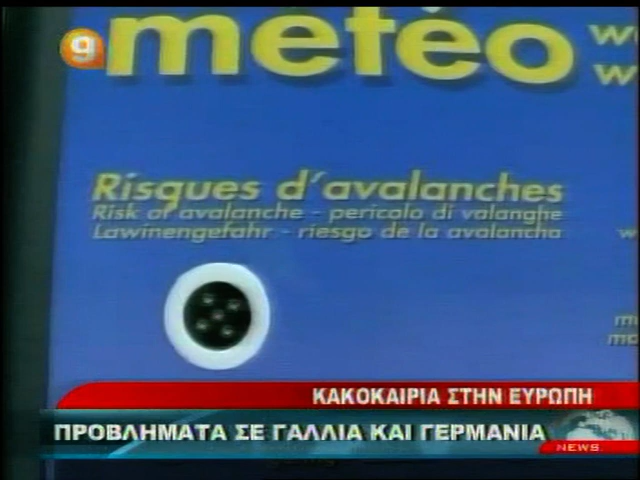 g
météo
Risques d'avalanches
Risk of avalanche - pericolo di valanghe
Lawinengefahr - riesgo de la avalancha
ΚΑΚΟΚΑΙΡΙΑ ΣΤΗΝ ΕΥΡΩΠΗ
ΠΡΟΒΛΗΜΑΤΑ ΣΕ ΓΑΛΛΙΑ ΚΑΙ ΓΕΡΜΑΝΙΑ
NEWS